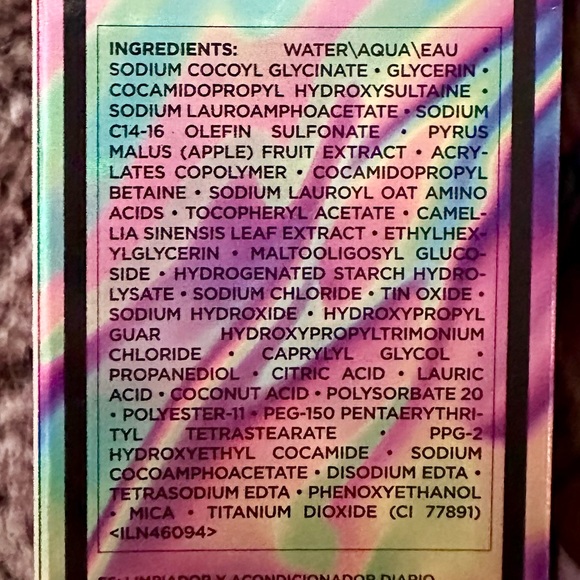 INGREDIENTS: WATER\AQUA\EAU •
SODIUM COCOYL GLYCINATE • GLYCERIN •
COCAMIDOPROPYL HYDROXYSULTAINE •
SODIUM LAUROAMPHOACETATE • SODIUM
C14-16 OLEFIN SULFONATE • PYRUS
MALUS (APPLE) FRUIT EXTRACT • ACRY-
LATES COPOLYMER • COCAMIDOPROPYL
BETAINE • SODIUM LAUROYL OAT AMINO
ACIDS • TOCOPHERYL ACETATE • CAMEL-
LIA SINENSIS LEAF EXTRACT • ETHYLHEX-
YLGLYCERIN • MALTOOLIGOSYL GLUCO-
SIDE • HYDROGENATED STARCH HYDRO-
LYSATE • SODIUM CHLORIDE • TIN OXIDE •
SODIUM HYDROXIDE • HYDROXYPROPYL
GUAR HYDROXYPROPYLTRIMONIUM
CHLORIDE • CAPRYLYL GLYCOL •
PROPANEDIOL • CITRIC ACID • LAURIC
ACID • COCONUT ACID • POLYSORBATE 20
• POLYESTER-11 • PEG-150 PENTAERYTHRI-
TYL TETRASTEARATE • PPG-2
HYDROXYETHYL COCAMIDE • SODIUM
COCOAMPHOACETATE • DISODIUM EDTA •
TETRASODIUM EDTA • PHENOXYETHANOL
• MICA • TITANIUM DIOXIDE (CI 77891)
<ILN46094>
ES: LIMPIADOR Y ACONDICIONADOR DIARIO